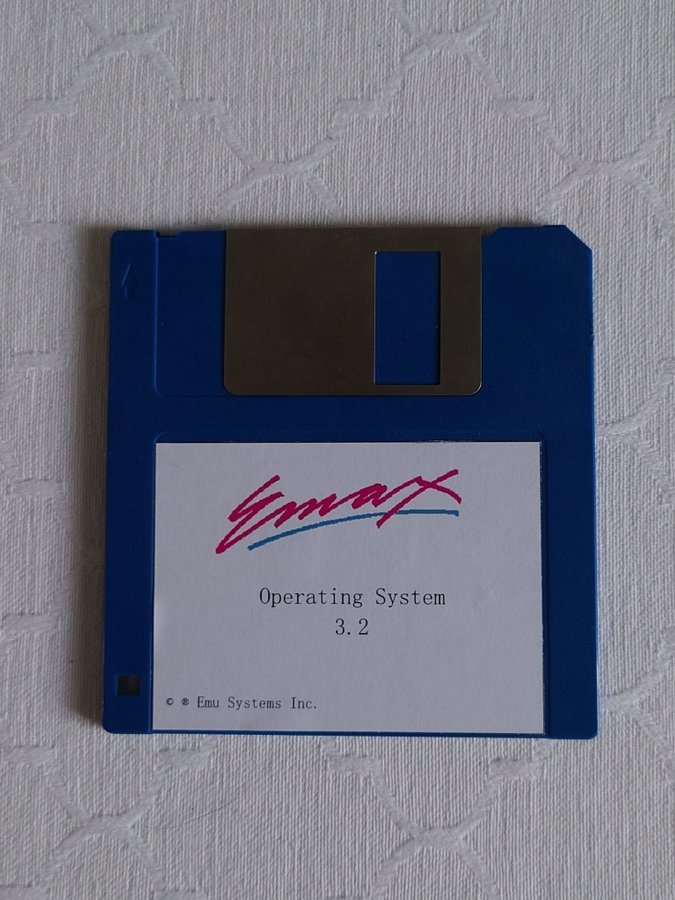 Emax
Operating System
3.2
© ® Emu Systems Inc.